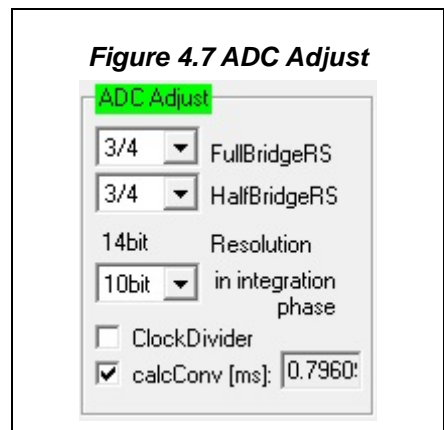 Figure 4.7 ADC Adjust
ADC Adjust
3/4 FullBridgeRS
3/4 HalfBridgeRS
14bit Resolution
10bit in integration
phase
ClockDivider
calcConv [ms]: 0.7960